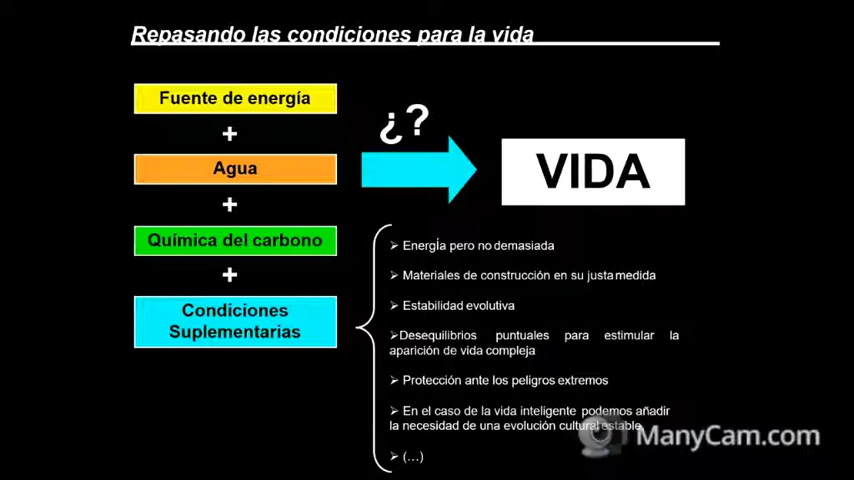 Repasando las condiciones para la vida
Fuente de energía
+
Agua
+
Química del carbono
+
Condiciones
Suplementarias
¿?
VIDA
➢ Energía pero no demasiada
➢ Materiales de construcción en su justa medida
➢ Estabilidad evolutiva
➢Desequilibrios puntuales para estimular la
aparición de vida compleja
➢ Protección ante los peligros extremos
➢ En el caso de la vida inteligente podemos añadir
la necesidad de una evolución cultural estable
➢ (...)
ManyCam.com